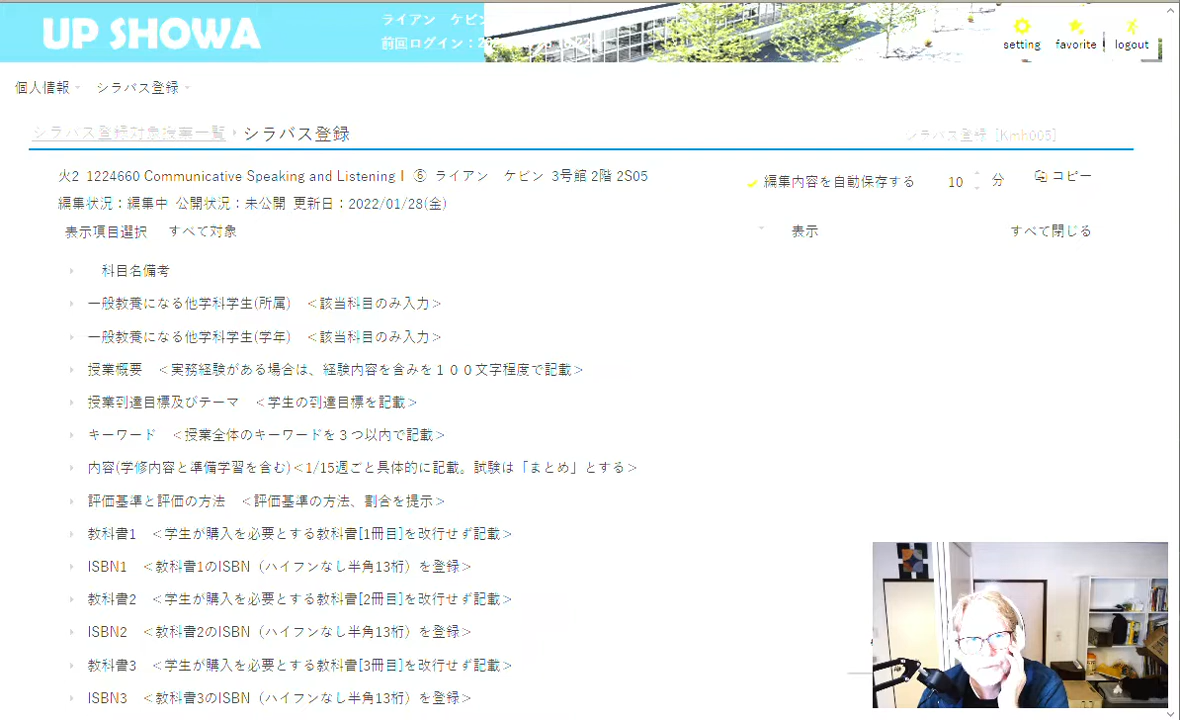 UP SHOWA
ライアン ケビン
前回ログイン：
setting favorite logout
個人情報 シラバス登録
シラバス登録対象授業一覧 シラバス登録 シラバス登録 [Kmh005]
火2 1224660 Communicative Speaking and Listening I ⑥ ライアン ケビン 3号館 2階 2S05
編集内容を自動保存する 10 分 コピー
編集状況：編集中 公開状況：未公開 更新日：2022/01/28(金)
表示項目選択 すべて対象 表示 すべて閉じる
科目名備考
一般教養になる他学科学生(所属) ＜該当科目のみ入力＞
一般教養になる他学科学生(学年) ＜該当科目のみ入力＞
授業概要 ＜実務経験がある場合は、経験内容を含みを１００文字程度で記載＞
授業到達目標及びテーマ ＜学生の到達目標を記載＞
キーワード ＜授業全体のキーワードを３つ以内で記載＞
内容(学修内容と準備学習を含む)＜1/15週ごと具体的に記載。試験は「まとめ」とする＞
評価基準と評価の方法 ＜評価基準の方法、割合を提示＞
教科書1 ＜学生が購入を必要とする教科書[1冊目]を改行せず記載＞
ISBN1 ＜教科書1のISBN（ハイフンなし半角13桁）を登録＞
教科書2 ＜学生が購入を必要とする教科書[2冊目]を改行せず記載＞
ISBN2 ＜教科書2のISBN（ハイフンなし半角13桁）を登録＞
教科書3 ＜学生が購入を必要とする教科書[3冊目]を改行せず記載＞
ISBN3 ＜教科書3のISBN（ハイフンなし半角13桁）を登録＞